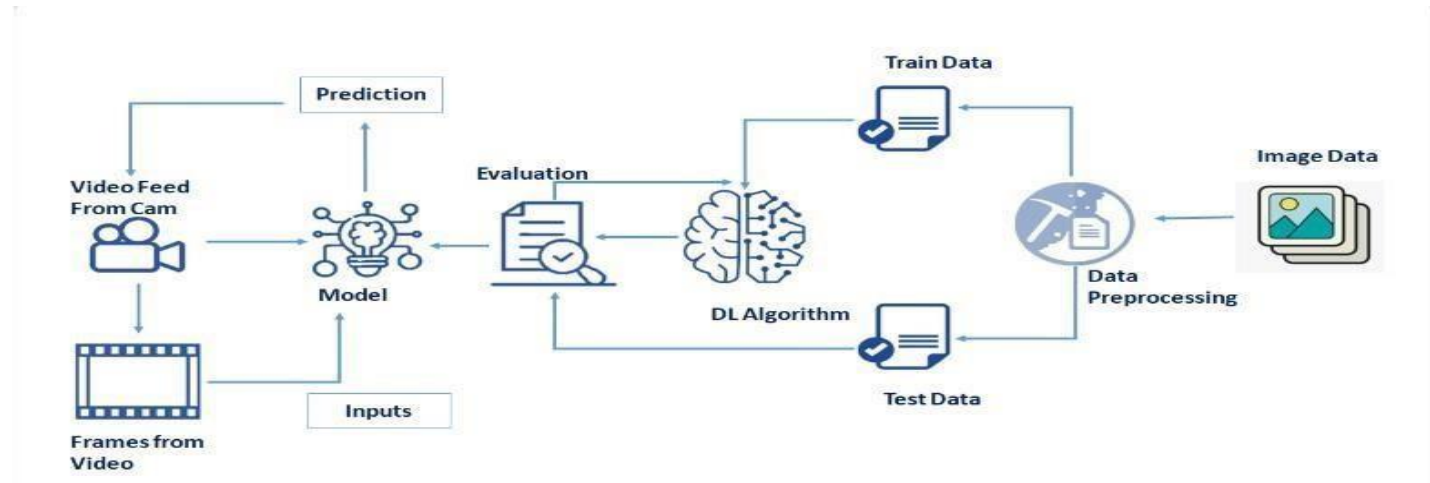 Train Data
Prediction
Image Data
Evaluation
Video Feed
From Cam
Data
Preprocessing
Model
DL Algorithm
Test Data
Inputs
Frames from
Video